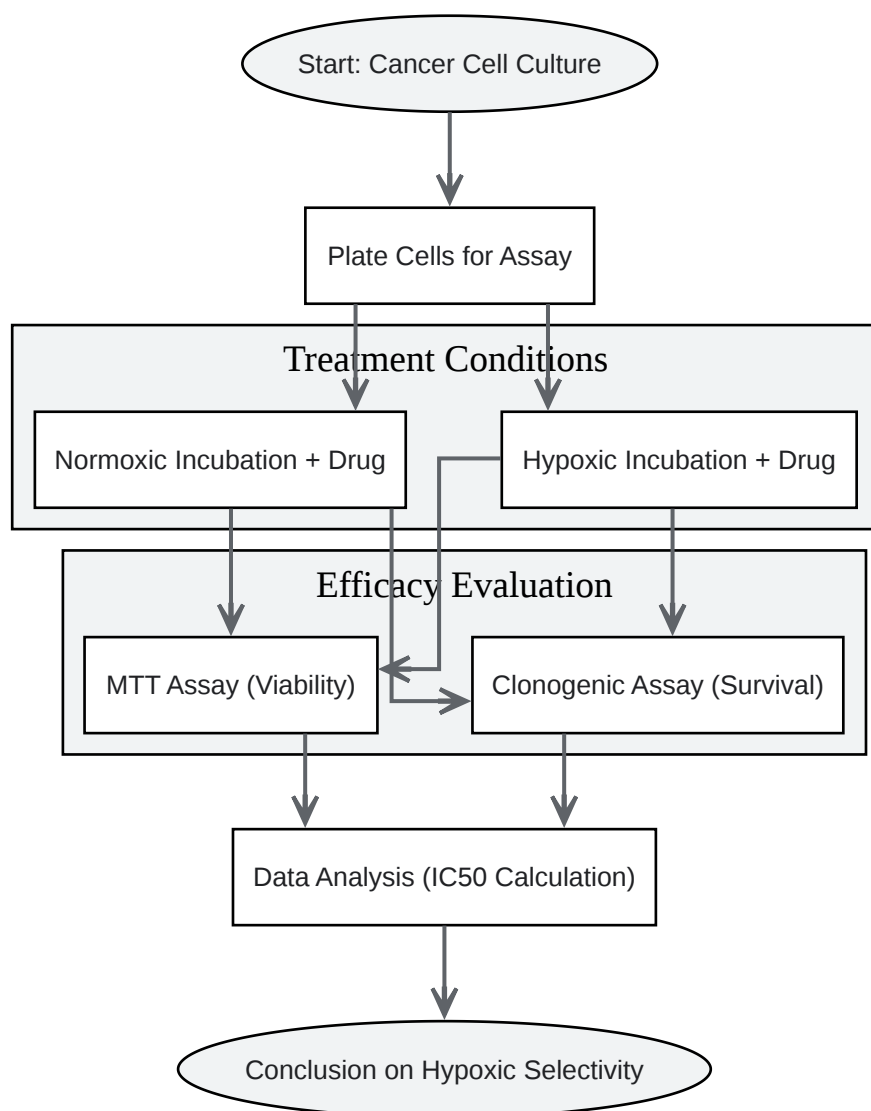 Start: Cancer Cell Culture
Plate Cells for Assay
Treatment Conditions
Normoxic Incubation + Drug
Hypoxic Incubation + Drug
Efficacy Evaluation
MTT Assay (Viability)
Clonogenic Assay (Survival)
Data Analysis (IC50 Calculation)
Conclusion on Hypoxic Selectivity